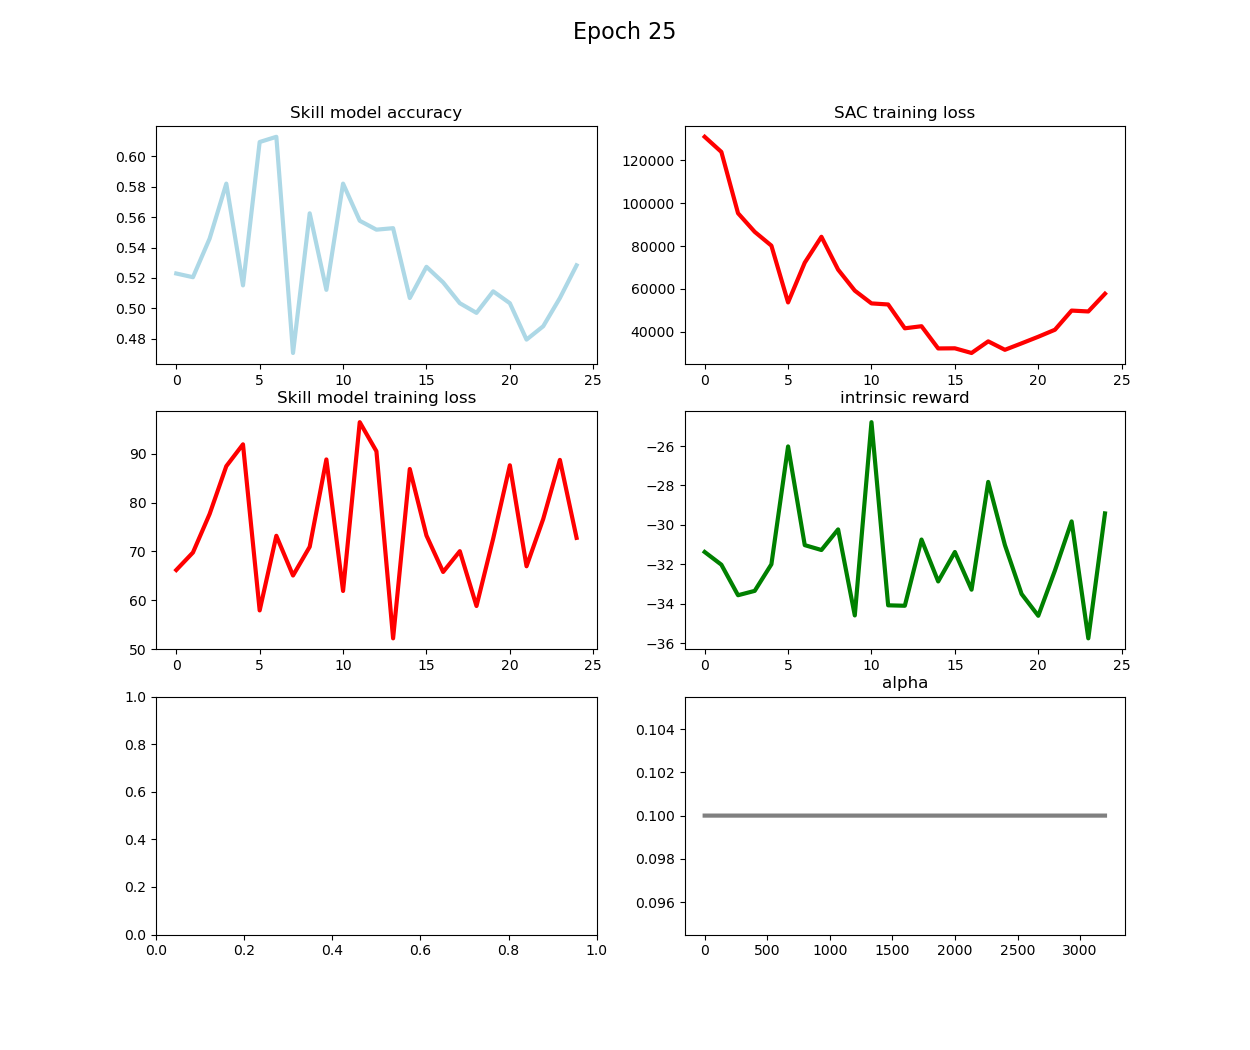 Epoch 25
Skill model accuracy
0.60
0.58
0.56
0.54
0.52
0.50
0.48
0 5 10 15 20 25
SAC training loss
120000
100000
80000
60000
40000
0 5 10 15 20 25
Skill model training loss
90
80
70
60
50
0 5 10 15 20 25
intrinsic reward
−26
−28
−30
−32
−34
−36
0 5 10 15 20 25
1.0
0.8
0.6
0.4
0.2
0.0
0.0 0.2 0.4 0.6 0.8 1.0
alpha
0.104
0.102
0.100
0.098
0.096
0 500 1000 1500 2000 2500 3000